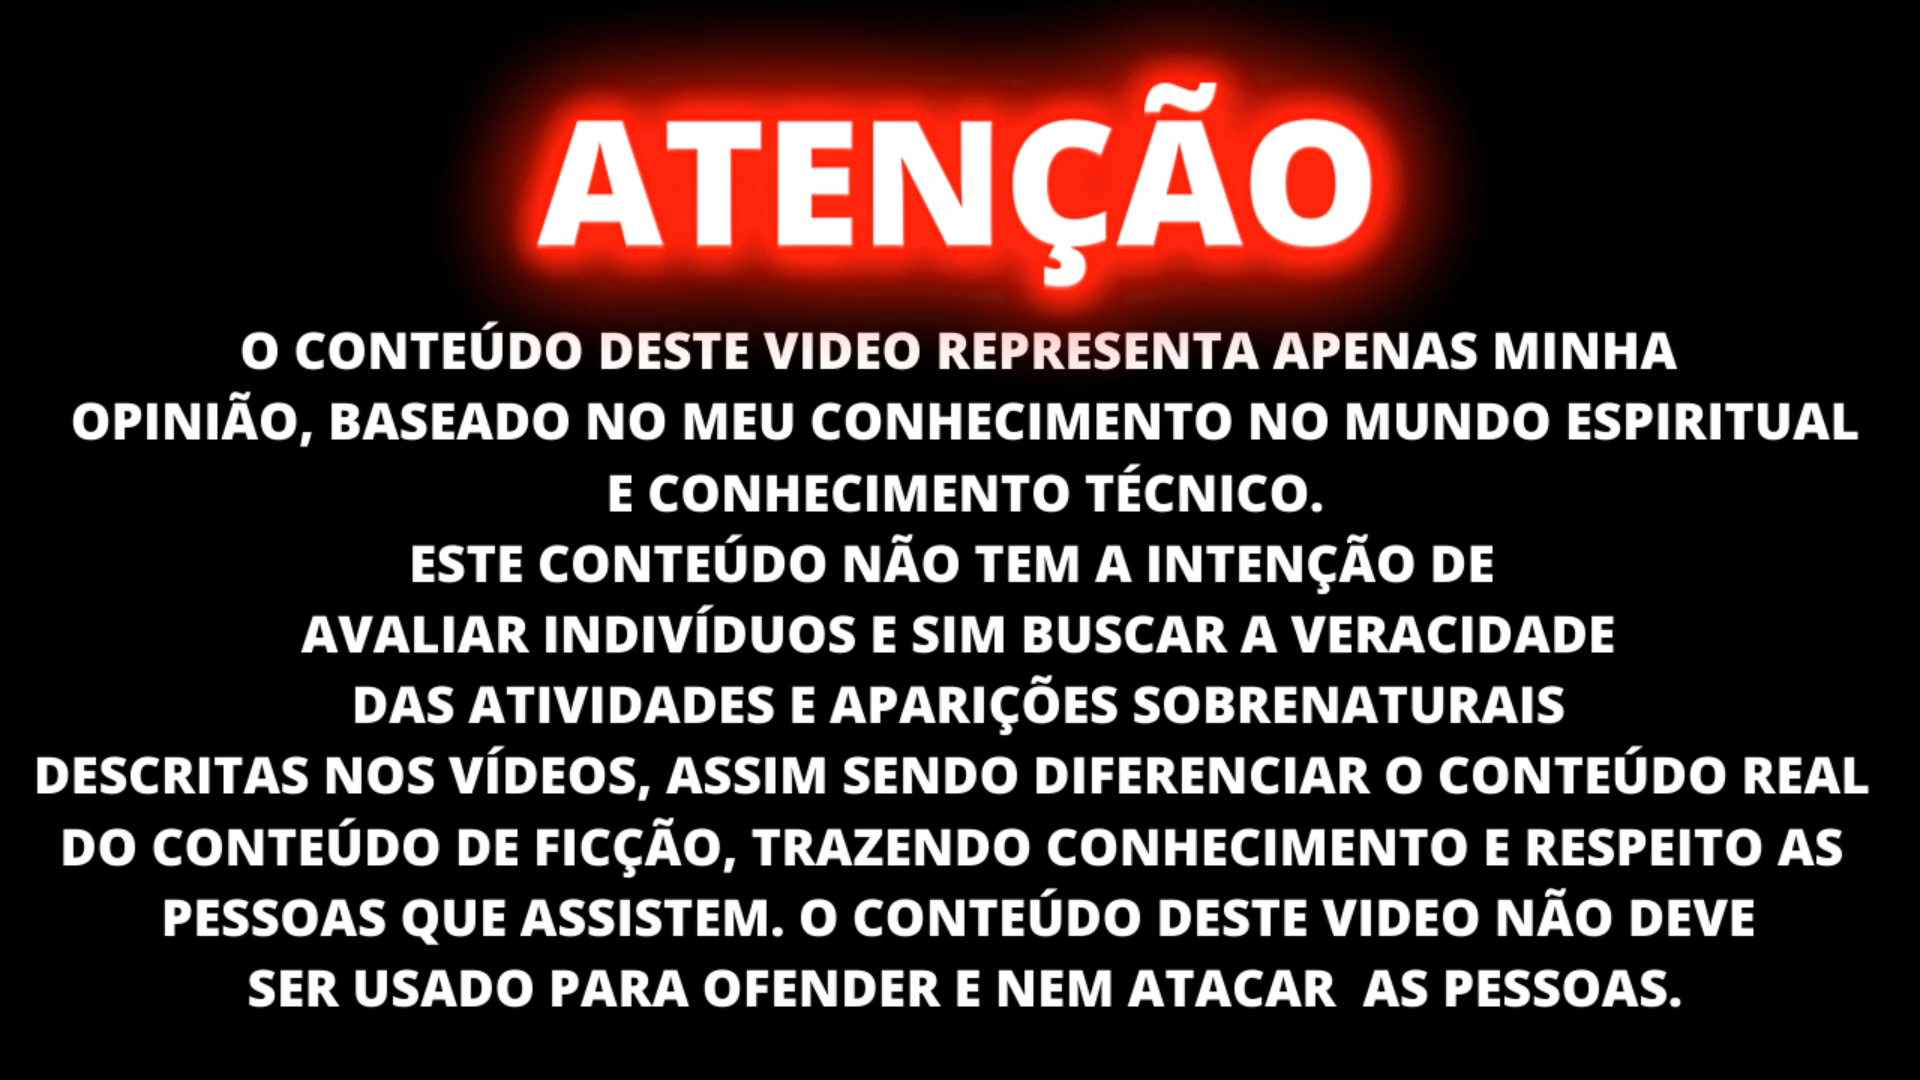 ATENÇÃO
O CONTEÚDO DESTE VIDEO REPRESENTA APENAS MINHA
OPINIÃO, BASEADO NO MEU CONHECIMENTO NO MUNDO ESPIRITUAL
E CONHECIMENTO TÉCNICO.
ESTE CONTEÚDO NÃO TEM A INTENÇÃO DE
AVALIAR INDIVÍDUOS E SIM BUSCAR A VERACIDADE
DAS ATIVIDADES E APARIÇÕES SOBRENATURAIS
DESCRITAS NOS VÍDEOS, ASSIM SENDO DIFERENCIAR O CONTEÚDO REAL
DO CONTEÚDO DE FICÇÃO, TRAZENDO CONHECIMENTO E RESPEITO AS
PESSOAS QUE ASSISTEM. O CONTEÚDO DESTE VIDEO NÃO DEVE
SER USADO PARA OFENDER E NEM ATACAR  AS PESSOAS.